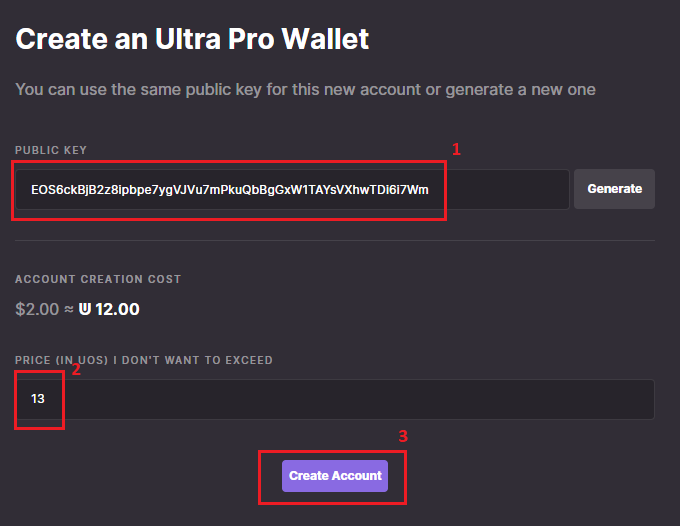 Create an Ultra Pro Wallet
You can use the same public key for this new account or generate a new one
PUBLIC KEY
1
EOS6ckBjB2z8ipbpe7ygVJVu7mPkuQbBgGxW1TAYsVXhwTDi6i7Wm
Generate
ACCOUNT CREATION COST
$2.00 ≈ U 12.00
PRICE (IN UOS) I DON'T WANT TO EXCEED
2
13
3
Create Account